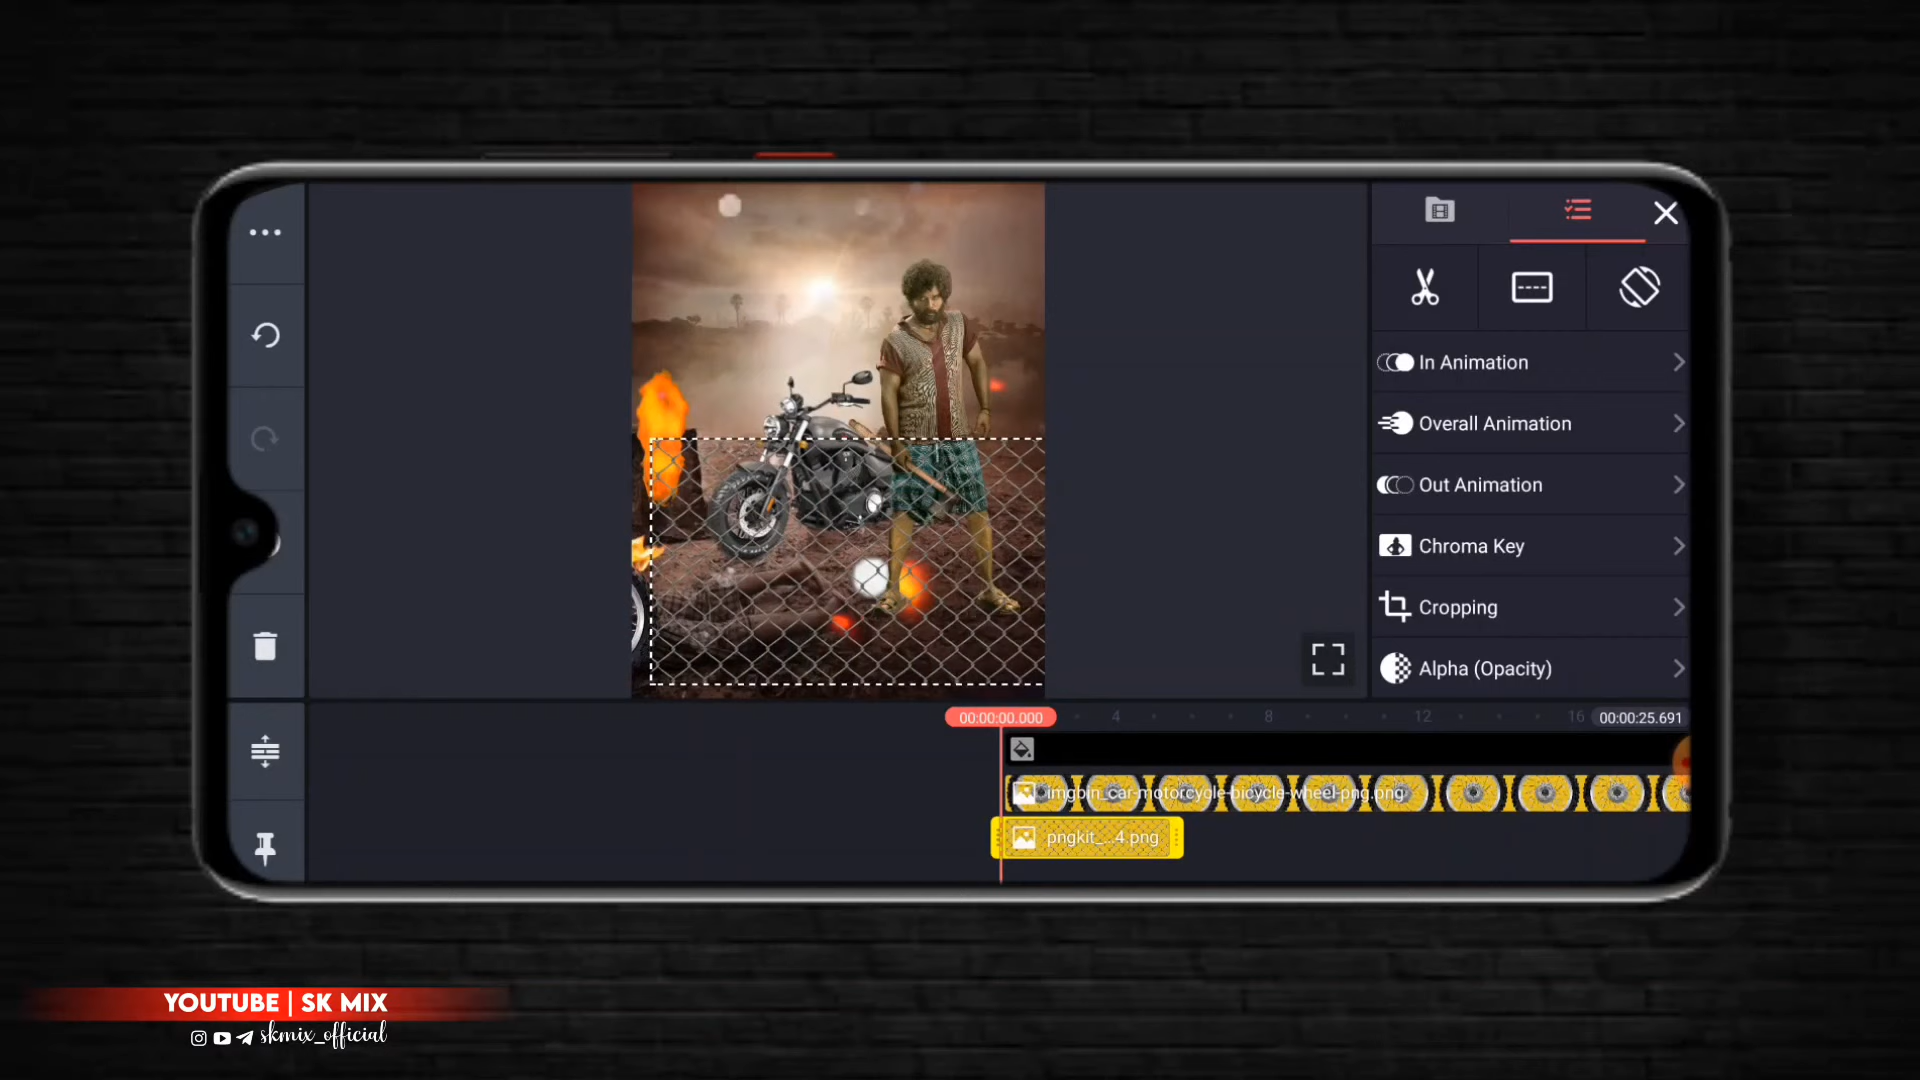 In Animation
Overall Animation
Out Animation
Chroma Key
Cropping
Alpha (Opacity)
00:00:00.000
4
8
12
16
00:00:25.691
imgbin_car-motorcycle-bicycle-wheel-png.png
pngkit_...4.png
YOUTUBE | SK MIX
skmix_official